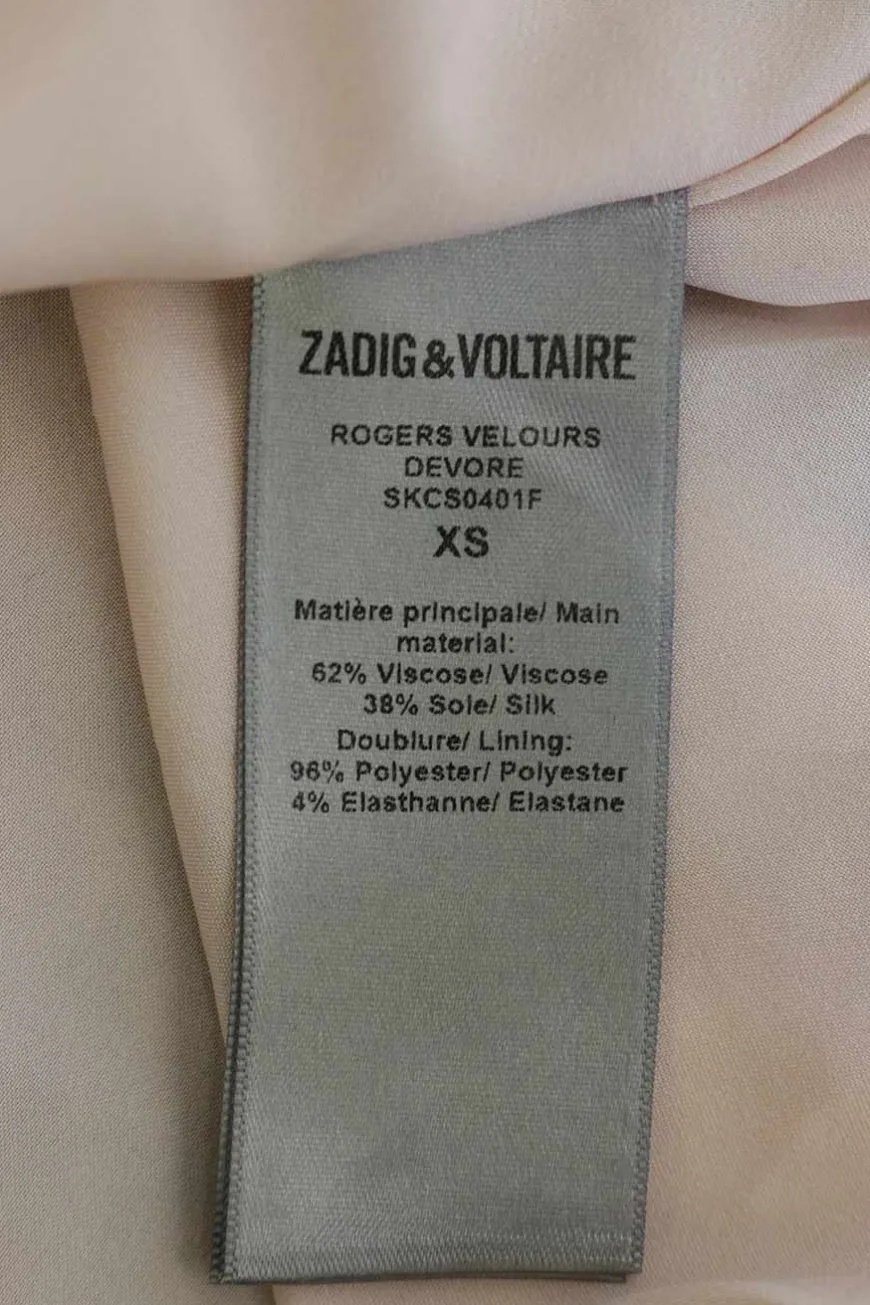 ZADIG&VOLTAIRE
ROGERS VELOURS
DEVORE
SKCS0401F
XS
Matière principale/ Main
material:
62% Viscose/ Viscose
38% Soie/ Silk
Doublure/ Lining:
96% Polyester/ Polyester
4% Elasthanne/ Elastane